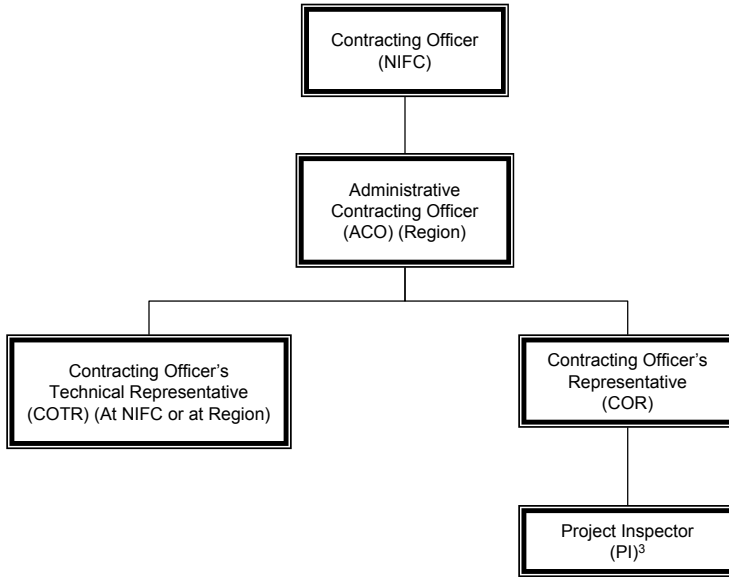 Contracting Officer
(NIFC)
Administrative
Contracting Officer
(ACO) (Region)
Contracting Officer’s
Technical Representative
(COTR) (At NIFC or at Region)
Contracting Officer’s
Representative
(COR)
Project Inspector
(PI)³